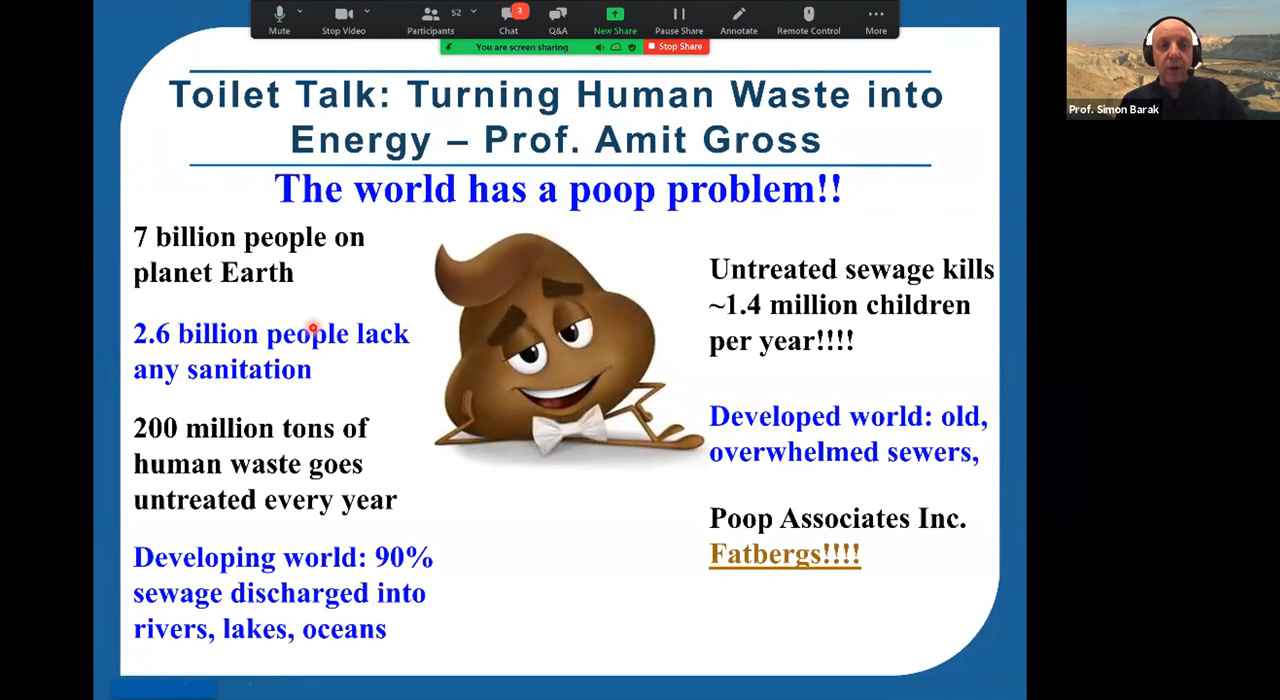 Mute
Stop Video
Participants
52
Chat
3
Q&A
New Share
Pause Share
Annotate
Remote Control
More
You are screen sharing
Stop Share
Prof. Simon Barak
Toilet Talk: Turning Human Waste into
Energy – Prof. Amit Gross
The world has a poop problem!!
7 billion people on
planet Earth
2.6 billion people lack
any sanitation
200 million tons of
human waste goes
untreated every year
Developing world: 90%
sewage discharged into
rivers, lakes, oceans
Untreated sewage kills
~1.4 million children
per year!!!!
Developed world: old,
overwhelmed sewers,
Poop Associates Inc.
Fatbergs!!!!